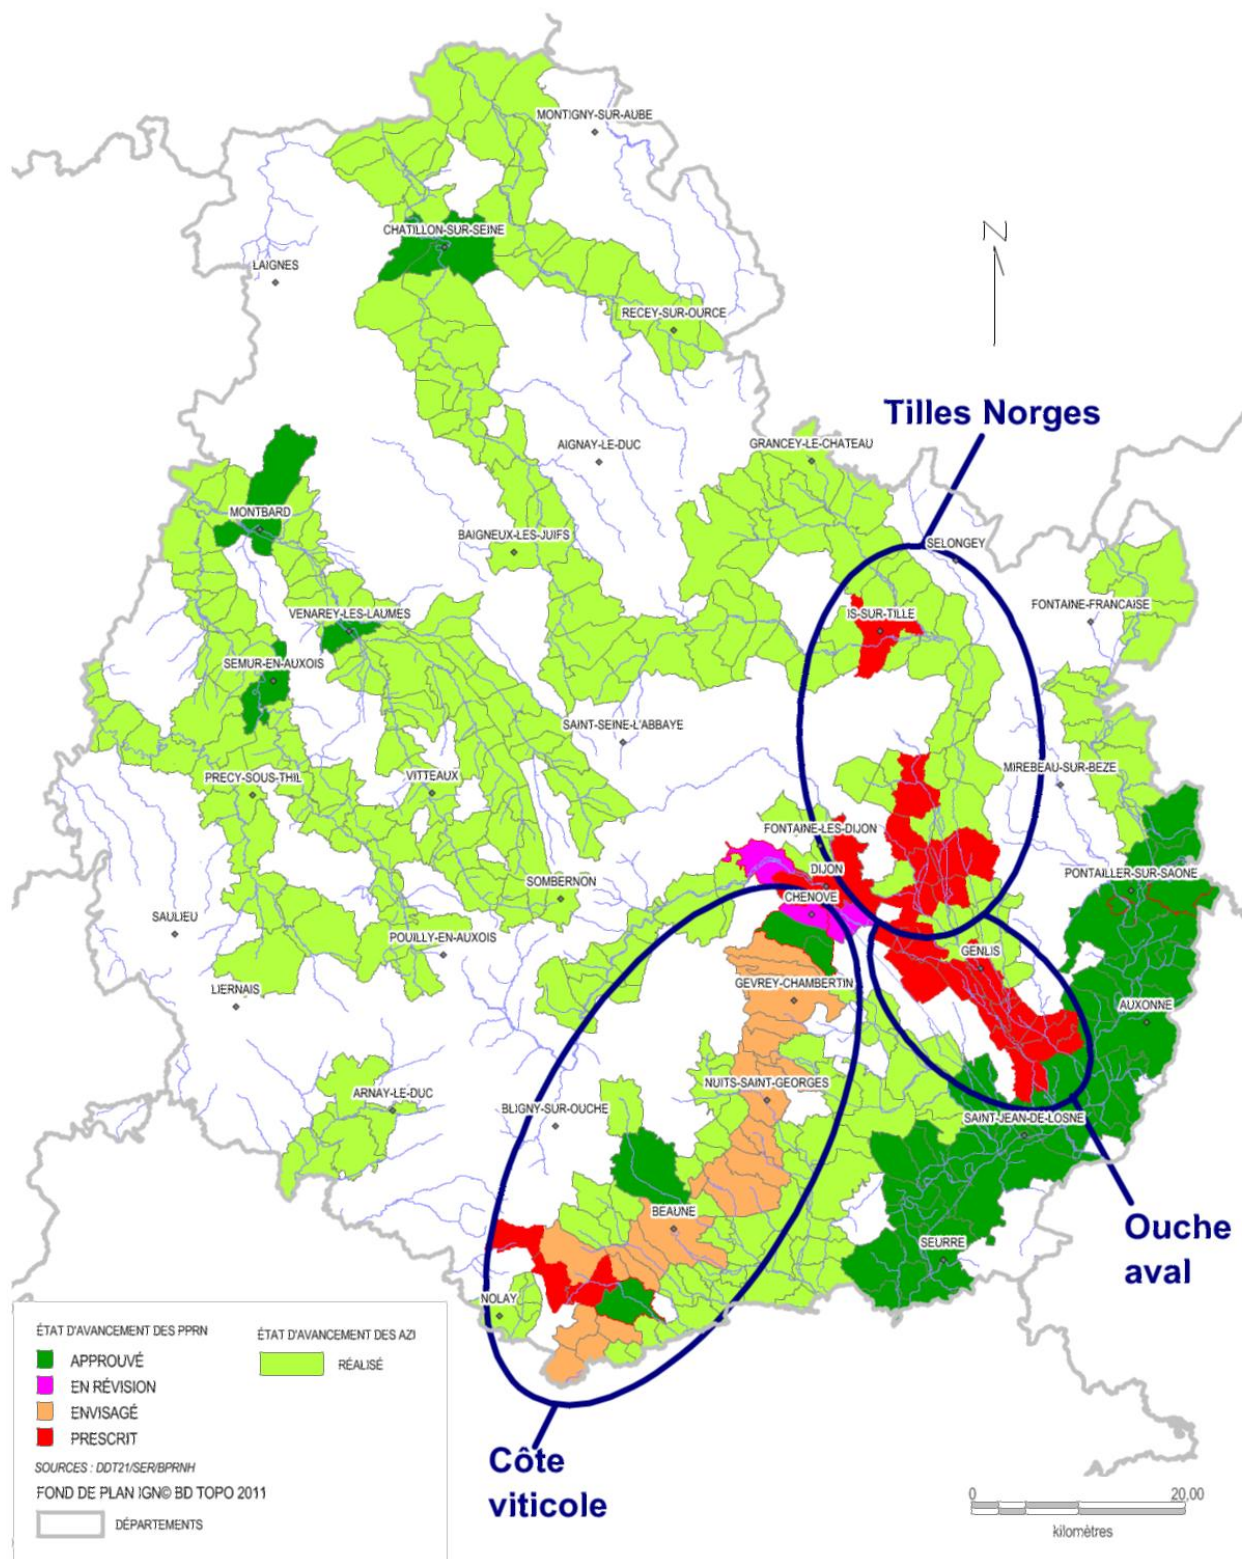 MONTIGNY-SUR-AUBE
CHATILLON-SUR-SEINE
N
LAIGNES
RECEY-SUR-OURCE
Tilles Norges
AIGNAY-LE-DUC
GRANCEY-LE-CHATEAU
MONTBARD
BAIGNEUX-LES-JUIFS
SELONGEY
VENAREY-LES-LAUMES
IS-SUR-TILLE
FONTAINE-FRANCAISE
SEMUR-EN-AUXOIS
SAINT-SEINE-L'ABBAYE
PRECY-SOUS-THIL
VITTEAUX
MIREBEAU-SUR-BEZE
FONTAINE-LES-DIJON
DIJON
PONTAILLER-SUR-SAONE
SOMBERNON
CHENOVE
SAULIEU
POUILLY-EN-AUXOIS
GENLIS
LIERNAIS
GEVREY-CHAMBERTIN
AUXONNE
ARNAY-LE-DUC
NUITS-SAINT-GEORGES
BLIGNY-SUR-OUCHE
SAINT-JEAN-DE-LOSNE
BEAUNE
SEURRE
Ouche
aval
NOLAY
ÉTAT D'AVANCEMENT DES PPRN
APPROUVÉ
EN RÉVISION
ENVISAGÉ
PRESCRIT
ÉTAT D'AVANCEMENT DES AZI
RÉALISÉ
SOURCES : DDT21/SER/BPRNH
FOND DE PLAN IGN© BD TOPO 2011
DÉPARTEMENTS
Côte
viticole
0 20,00
kilomètres